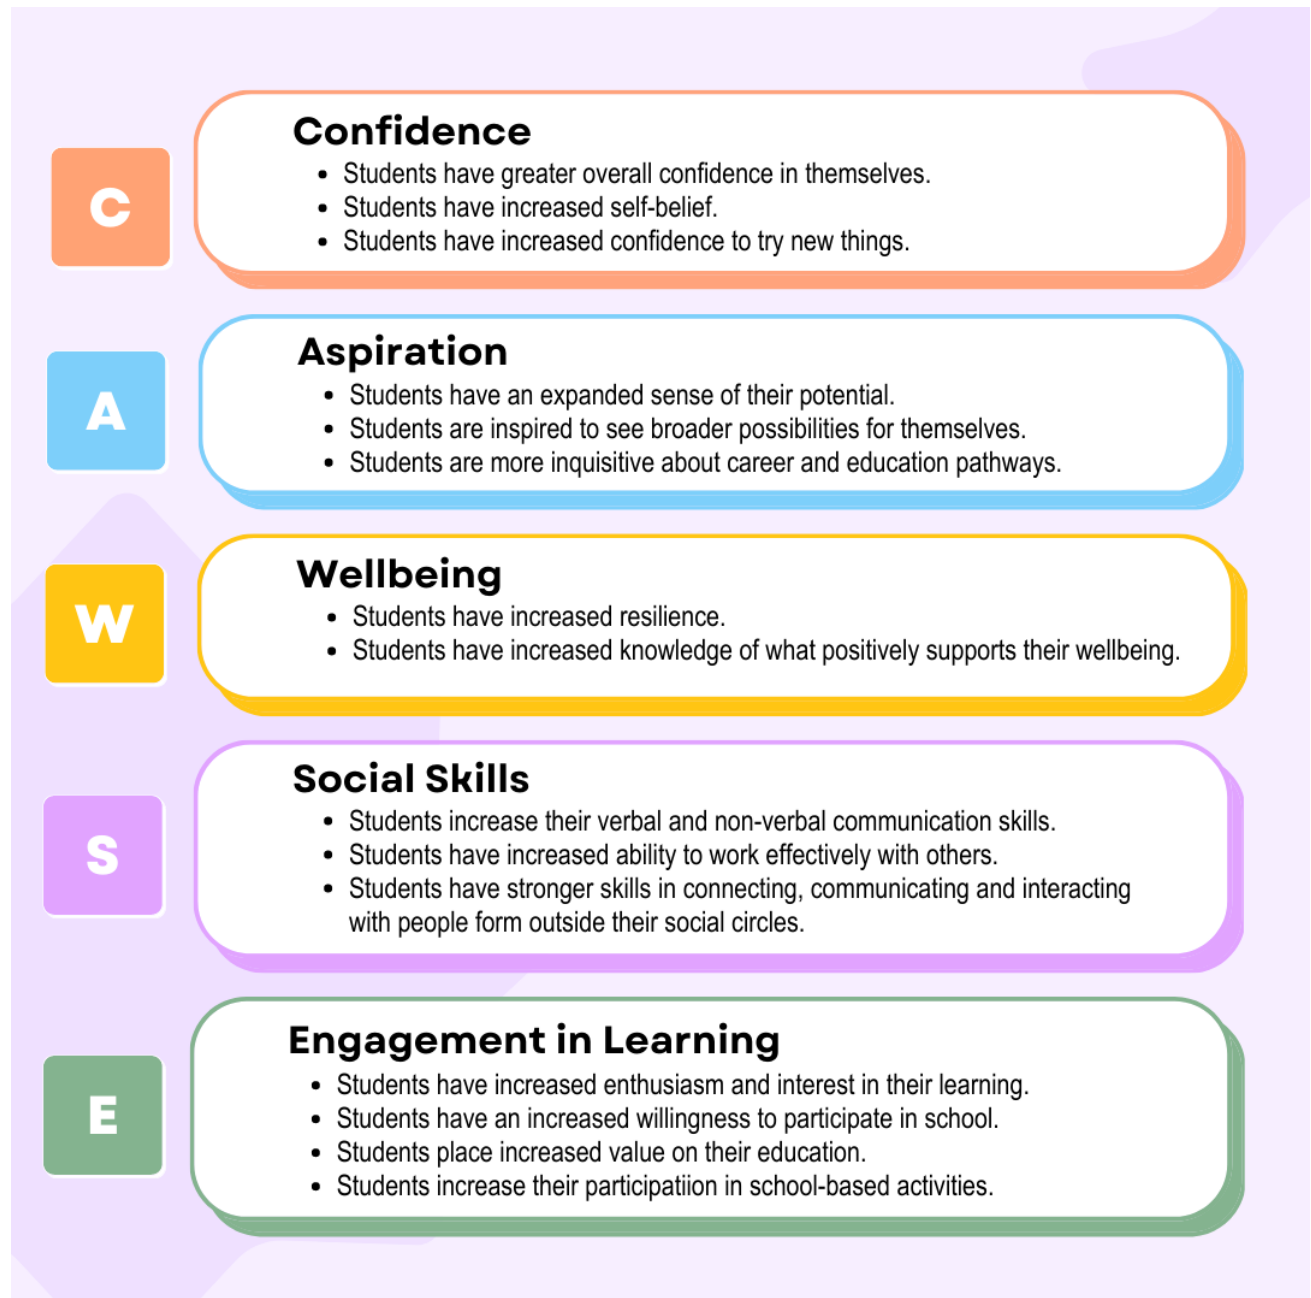 C
Confidence
• Students have greater overall confidence in themselves.
• Students have increased self-belief.
• Students have increased confidence to try new things.
A
Aspiration
• Students have an expanded sense of their potential.
• Students are inspired to see broader possibilities for themselves.
• Students are more inquisitive about career and education pathways.
W
Wellbeing
• Students have increased resilience.
• Students have increased knowledge of what positively supports their wellbeing.
S
Social Skills
• Students increase their verbal and non-verbal communication skills.
• Students have increased ability to work effectively with others.
• Students have stronger skills in connecting, communicating and interacting
with people form outside their social circles.
E
Engagement in Learning
• Students have increased enthusiasm and interest in their learning.
• Students have an increased willingness to participate in school.
• Students place increased value on their education.
• Students increase their participatiion in school-based activities.